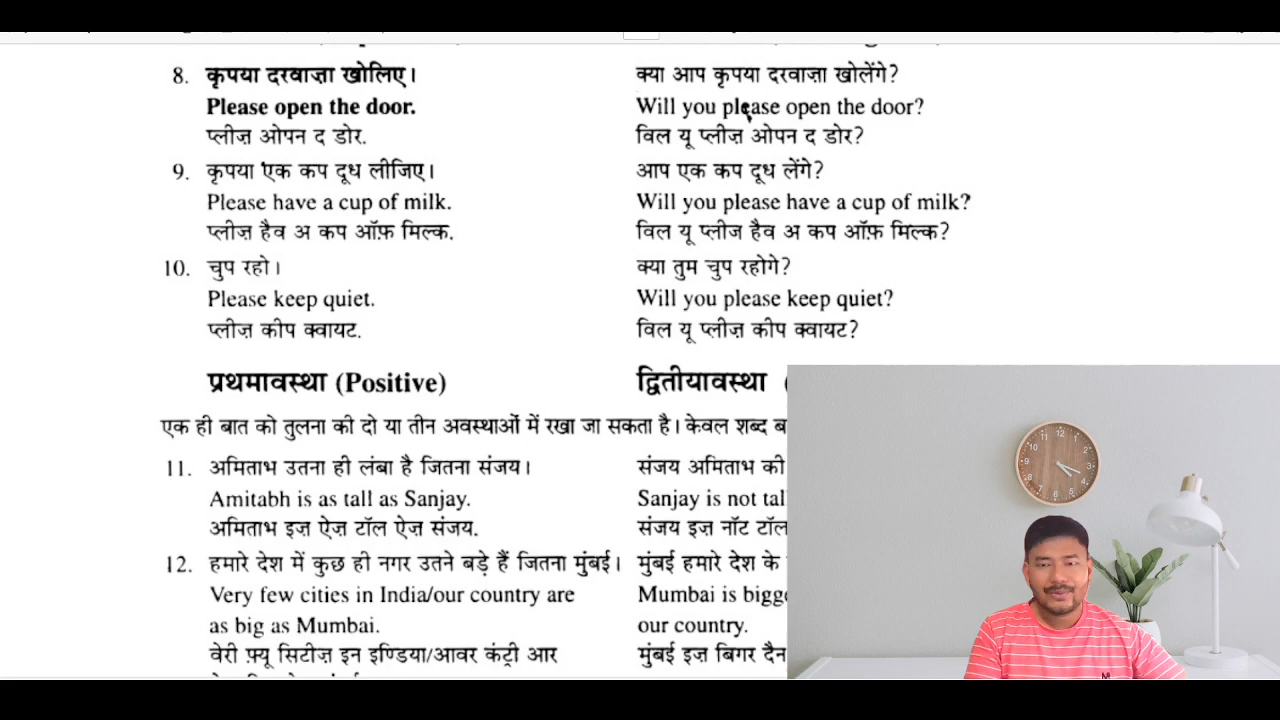 8. कृपया दरवाज़ा खोलिए।
Please open the door.
प्लीज़ ओपन द डोर.
क्या आप कृपया दरवाज़ा खोलेंगे?
Will you please open the door?
विल यू प्लीज़ ओपन द डोर?
9. कृपया एक कप दूध लीजिए।
Please have a cup of milk.
प्लीज़ हैव अ कप ऑफ़ मिल्क.
आप एक कप दूध लेंगे?
Will you please have a cup of milk?
विल यू प्लीज हैव अ कप ऑफ़ मिल्क?
10. चुप रहो।
Please keep quiet.
प्लीज़ कीप क्वायट.
क्या तुम चुप रहोगे?
Will you please keep quiet?
विल यू प्लीज़ कीप क्वायट?
प्रथमावस्था (Positive)
द्वितीयावस्था (
एक ही बात को तुलना की दो या तीन अवस्थाओं में रखा जा सकता है। केवल शब्द
11. अमिताभ उतना ही लंबा है जितना संजय।
Amitabh is as tall as Sanjay.
अमिताभ इज़ ऐज़ टॉल ऐज़ संजय.
संजय अमिताभ की
Sanjay is not tal
संजय इज़ नॉट टॉल
12. हमारे देश में कुछ ही नगर उतने बड़े हैं जितना मुंबई।
Very few cities in India/our country are
as big as Mumbai.
वेरी फ़्यू सिटीज़ इन इण्डिया/आवर कंट्री आर
मुंबई हमारे देश के
Mumbai is bigge
our country.
मुंबई इज़ बिगर दैन